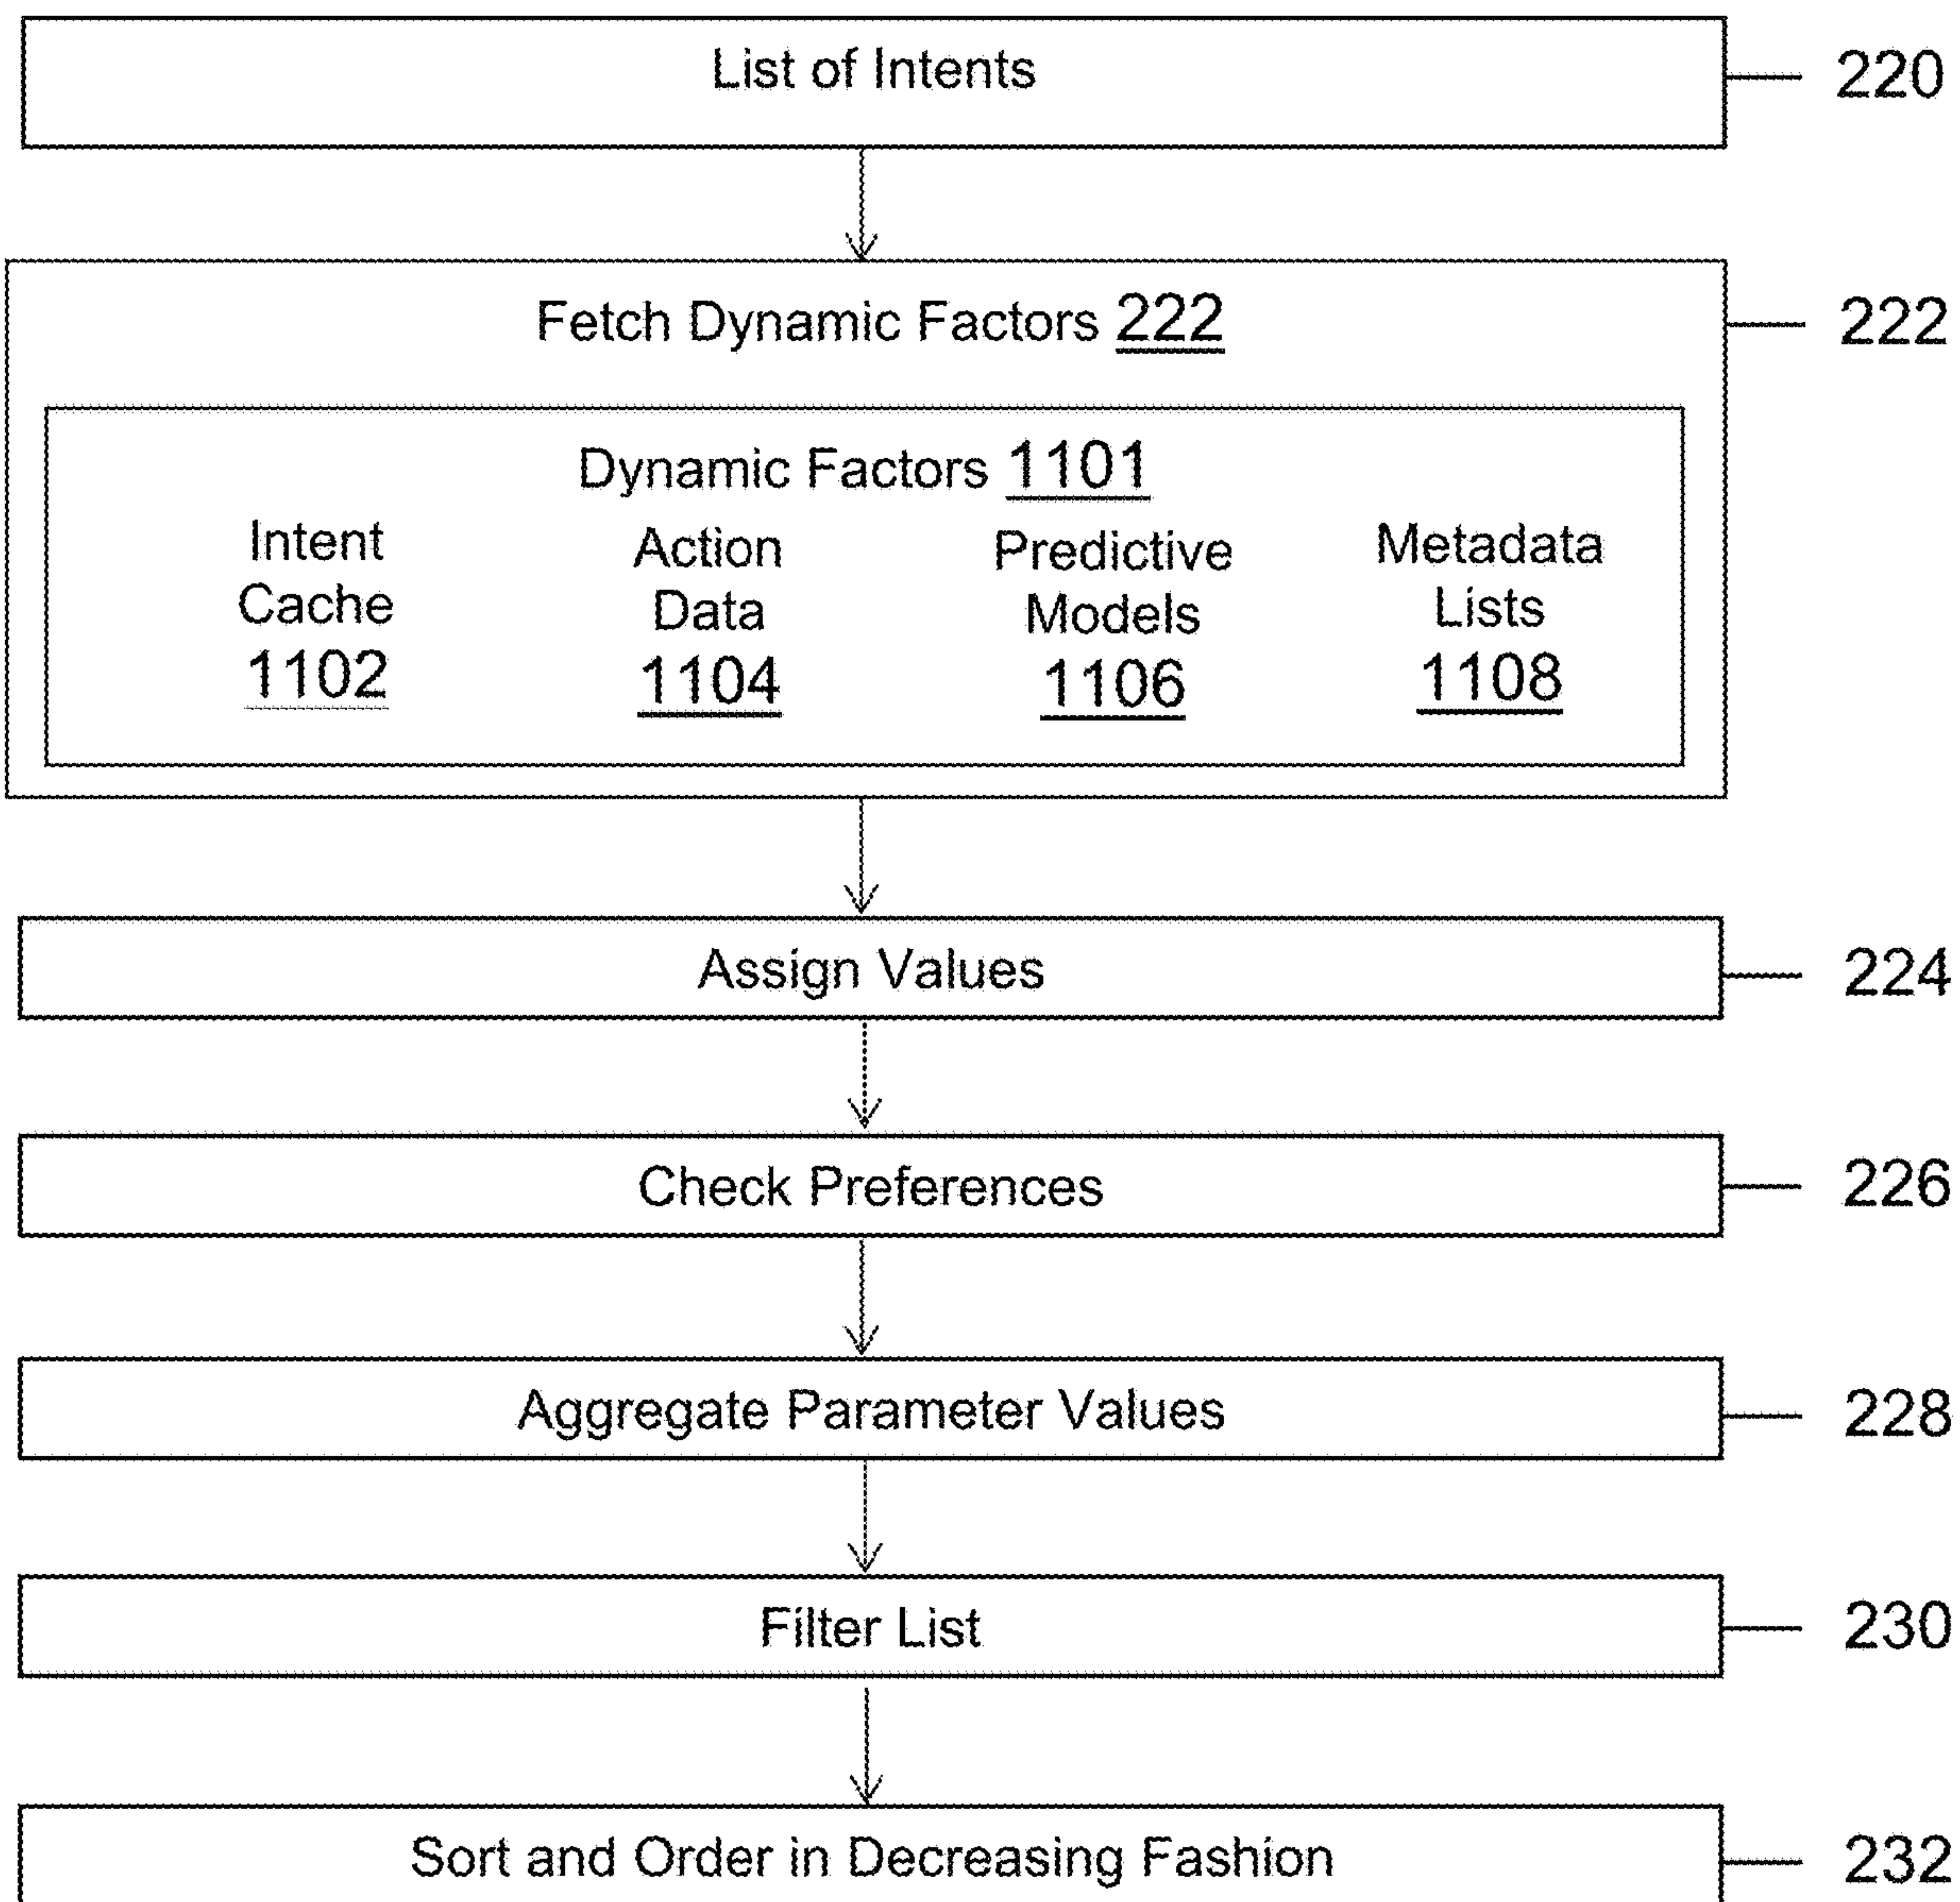 List of Intents
220
Fetch Dynamic Factors 222
222
Dynamic Factors 1101
Intent
Cache
1102
Action
Data
1104
Predictive
Models
1106
Metadata
Lists
1108
Assign Values
224
Check Preferences
226
Aggregate Parameter Values
228
Filter List
230
Sort and Order in Decreasing Fashion
232